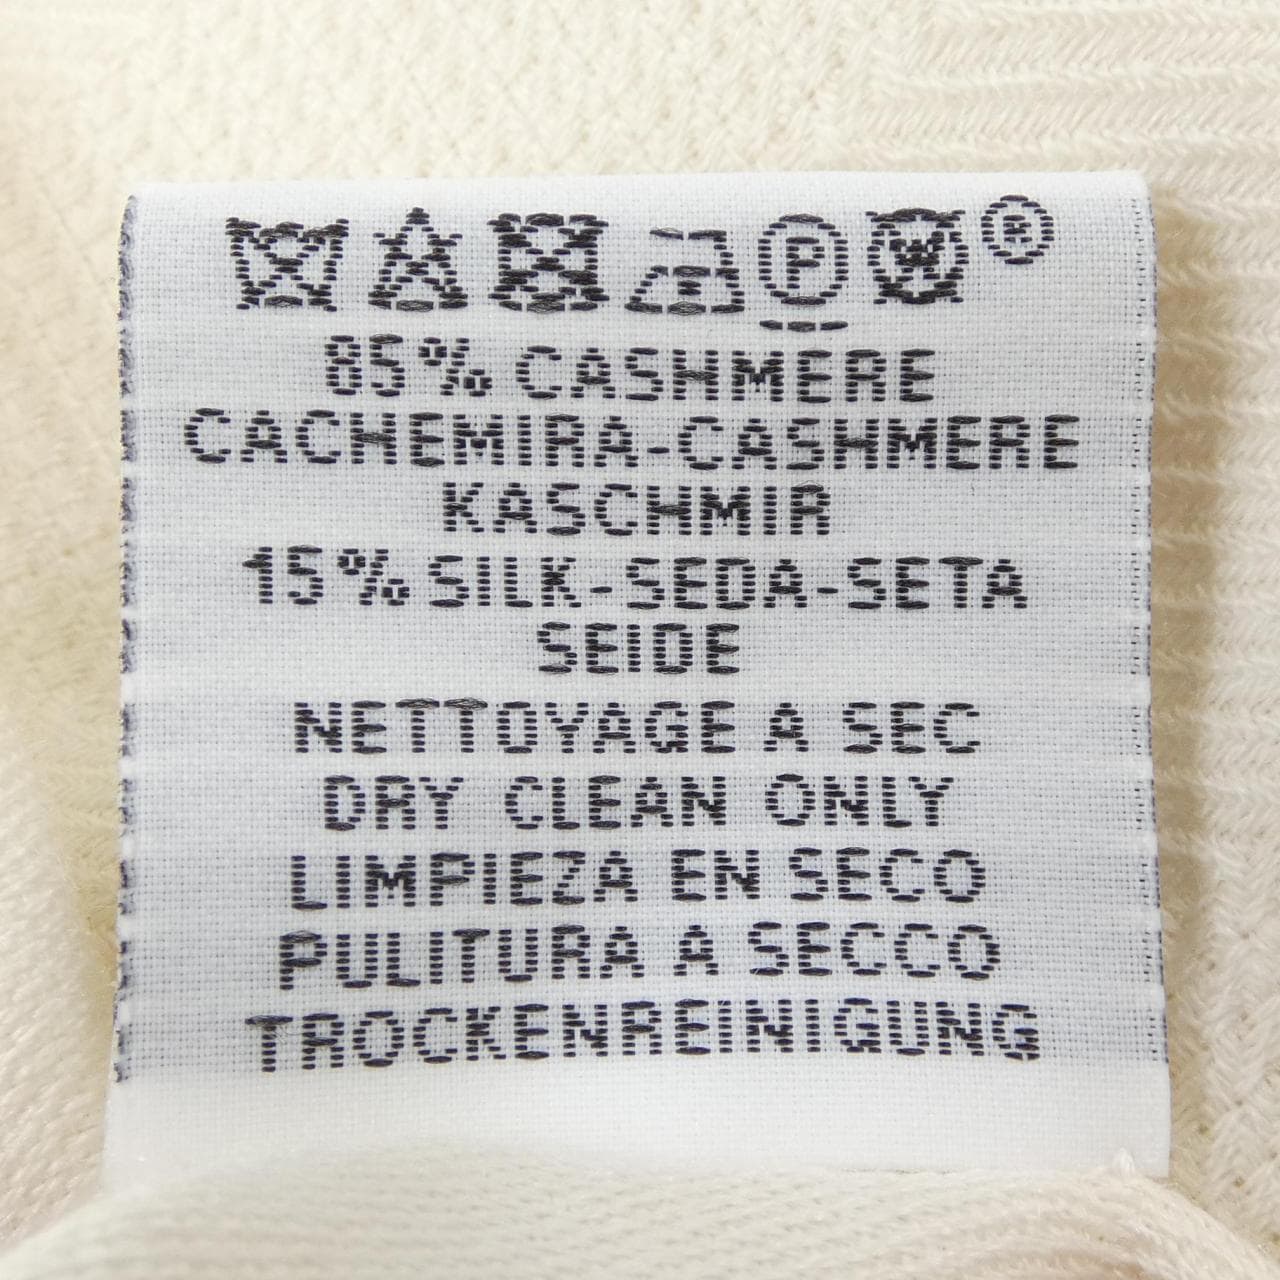 P W ®
85% CASHMERE
CACHEMIRA-CASHMERE
KASCHMIR
15% SILK-SEDA-SETA
SEIDE
NETTOYAGE A SEC
DRY CLEAN ONLY
LIMPIEZA EN SECO
PULITURA A SECCO
TROCKENREINIGUNG